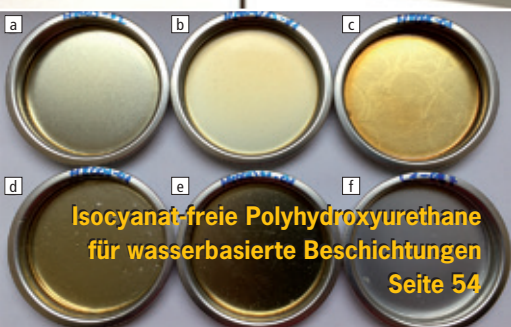 a b c
d e f
Isocyanat-freie Polyhydroxyurethane
für wasserbasierte Beschichtungen
Seite 54